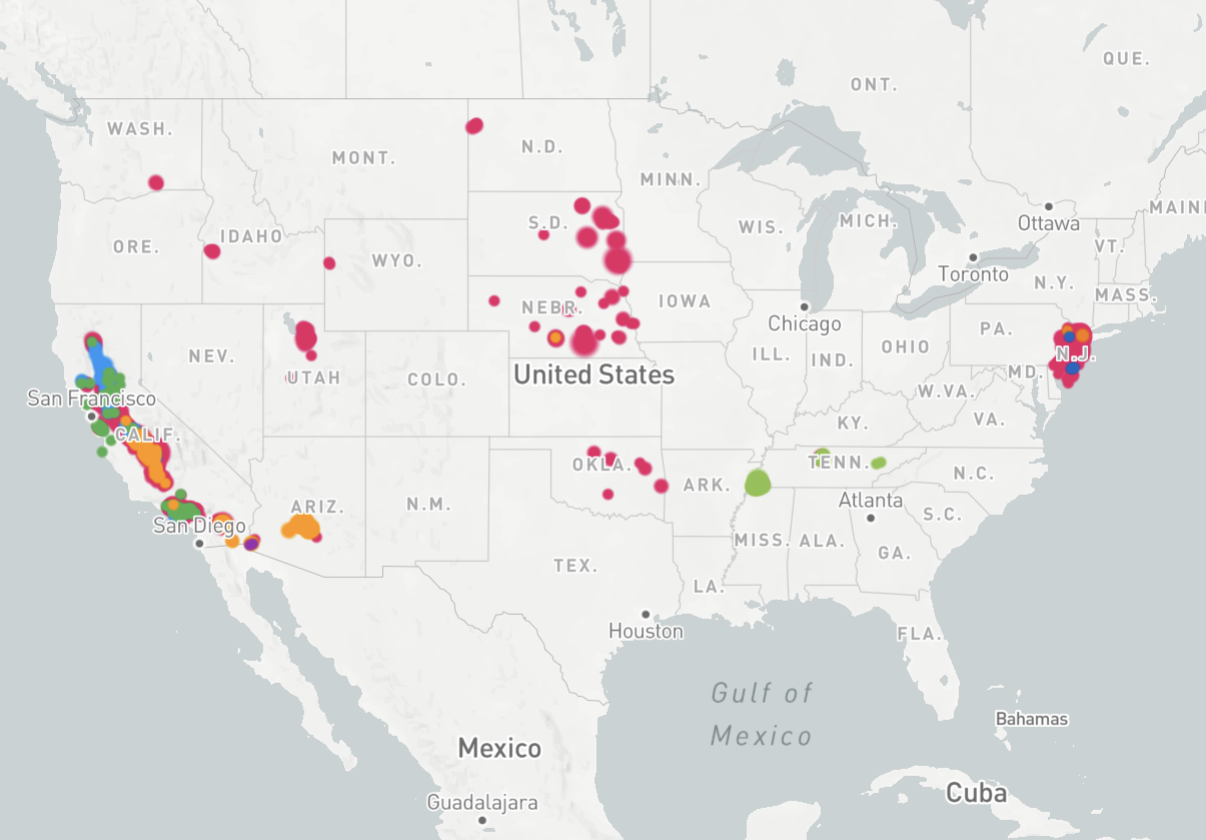 QUE.
ONT.
WASH.
MONT.
N.D.
MINN.
MAIN
ORE.
IDAHO
WYO.
S.D.
WIS.
MICH.
Ottawa
VT.
Toronto
N.Y.
MASS.
NEBR.
IOWA
Chicago
PA.
NEV.
UTAH
COLO.
United States
ILL.
IND.
OHIO
N.J.
MD.
W.VA.
San Francisco
CALIF.
KY.
VA.
OKLA.
ARK.
TENN.
N.C.
Atlanta
ARIZ.
N.M.
S.C.
San Diego
MISS.
ALA.
GA.
TEX.
LA.
Houston
FLA.
Gulf of
Mexico
Bahamas
Mexico
Guadalajara
Cuba